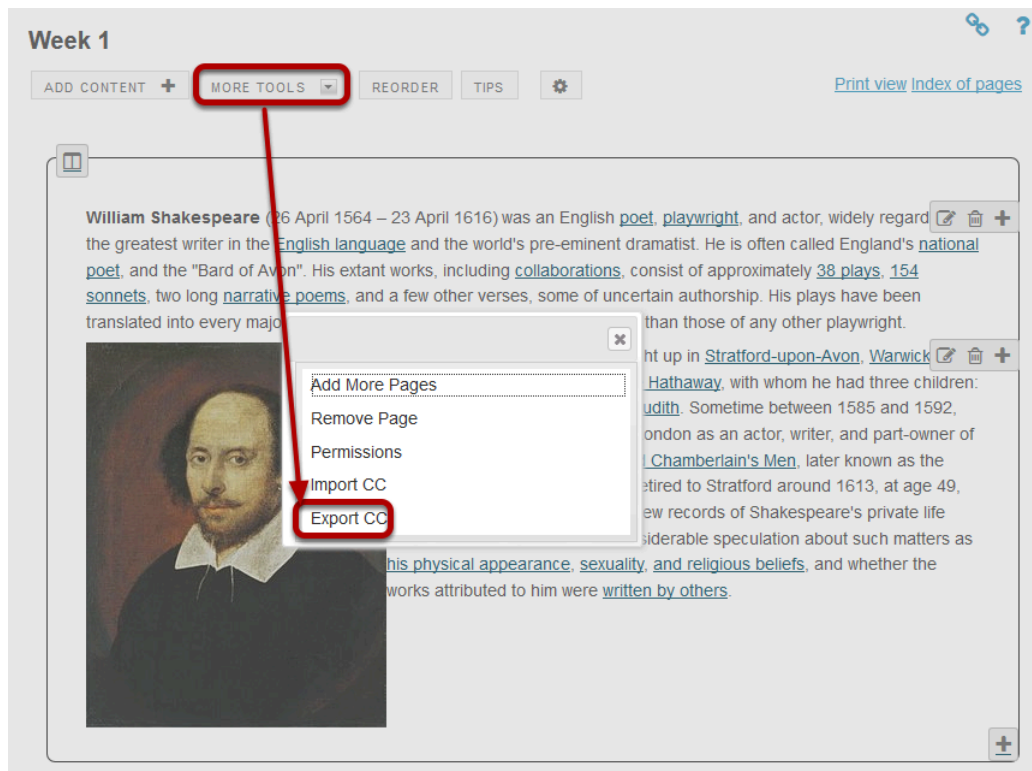 ?
Week 1
ADD CONTENT + MORE TOOLS REORDER TIPS
Print view Index of pages
William Shakespeare (26 April 1564 – 23 April 1616) was an English poet, playwright, and actor, widely regard
the greatest writer in the English language and the world's pre-eminent dramatist. He is often called England's national
poet, and the "Bard of Avon". His extant works, including collaborations, consist of approximately 38 plays, 154
sonnets, two long narrative poems, and a few other verses, some of uncertain authorship. His plays have been
translated into every majo than those of any other playwright.
Add More Pages
Remove Page
Permissions
Import CC
Export CC
ht up in Stratford-upon-Avon, Warwick
Hathaway, with whom he had three children:
udith. Sometime between 1585 and 1592,
ondon as an actor, writer, and part-owner of
Chamberlain's Men, later known as the
etired to Stratford around 1613, at age 49,
ew records of Shakespeare's private life
siderable speculation about such matters as
his physical appearance, sexuality, and religious beliefs, and whether the
works attributed to him were written by others.